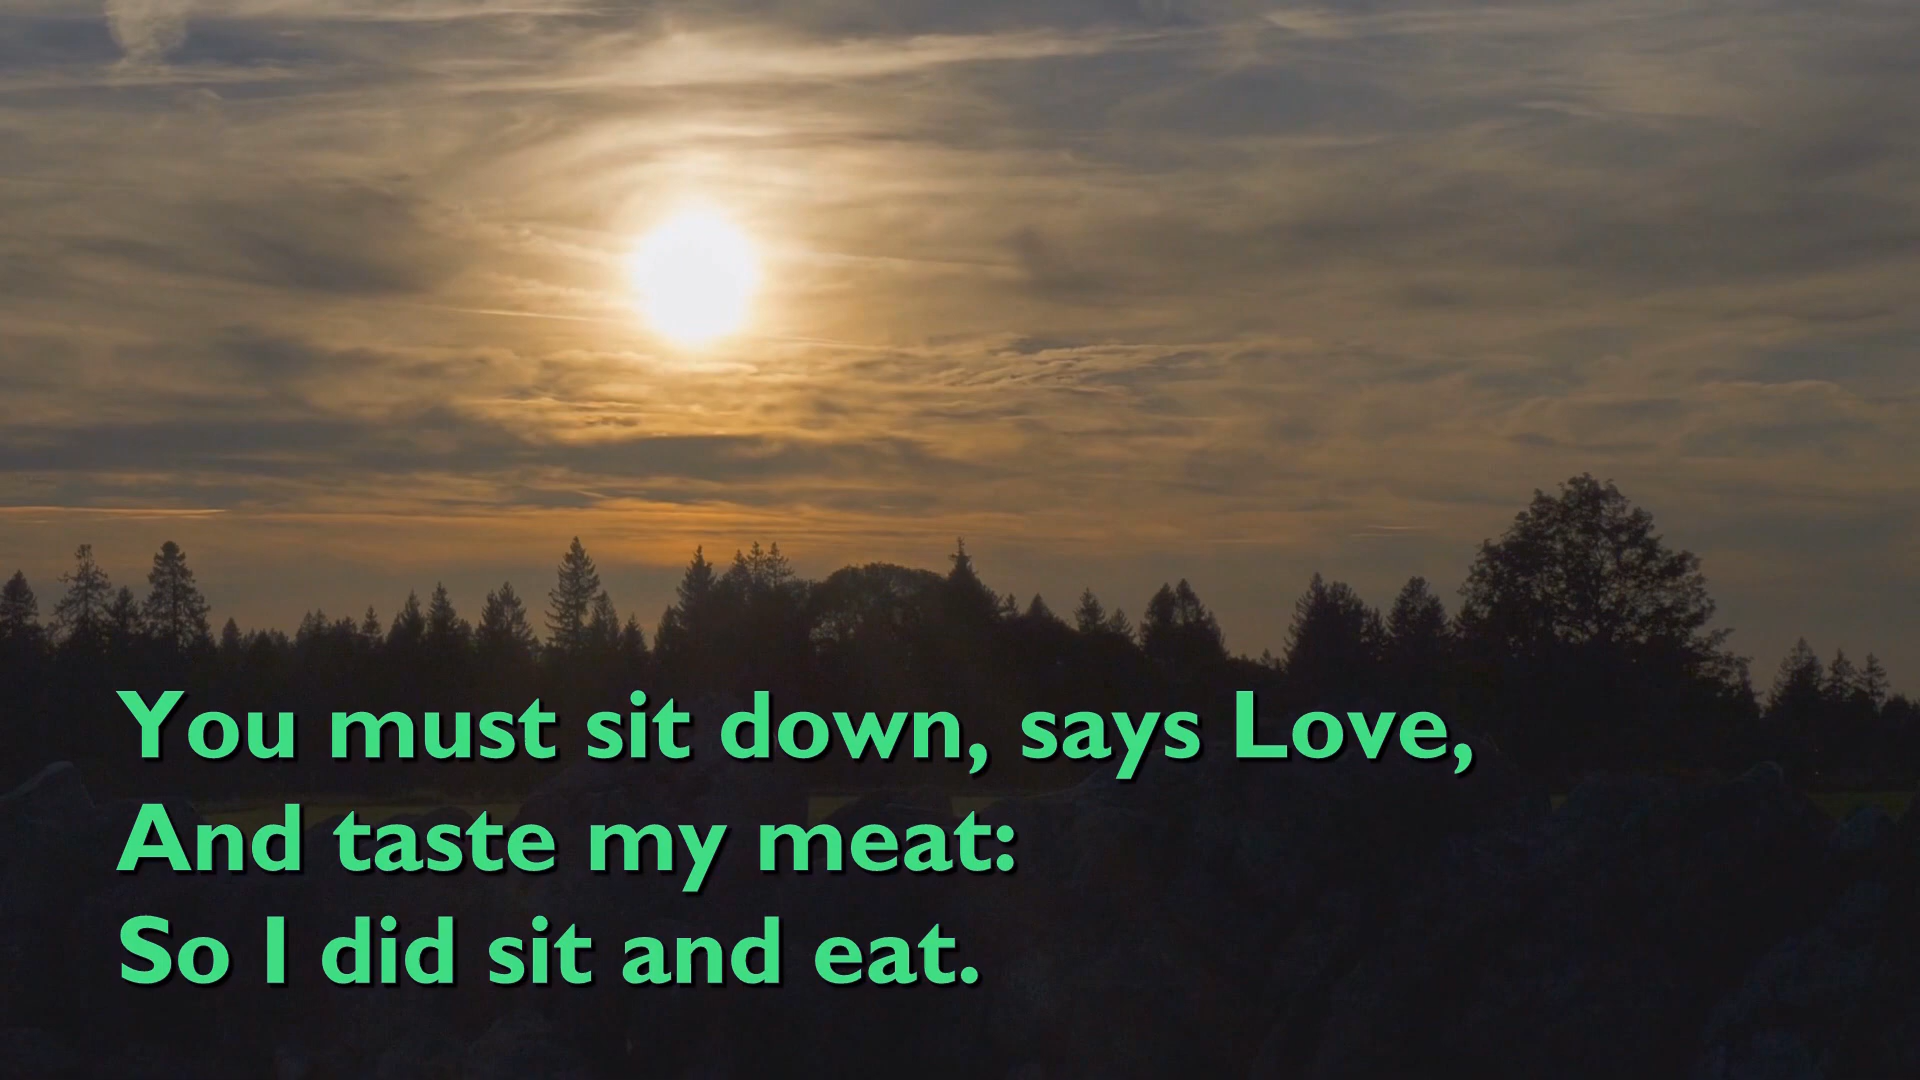 You must sit down, says Love,
And taste my meat:
So I did sit and eat.